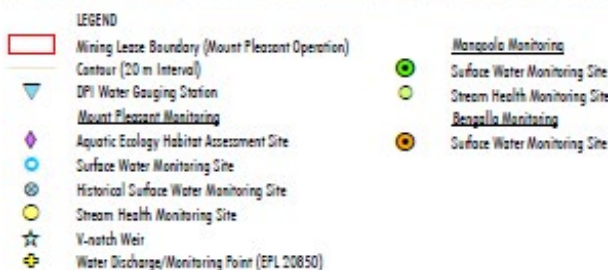 LEGEND
Mining Lease Boundary (Mount Pleasant Operation)
Contour (20 m Interval)
DPI Water Gauging Station
Mount Pleasant Monitoring
Aquatic Ecology Habitat Assessment Site
Surface Water Monitoring Site
Historical Surface Water Monitoring Site
Stream Health Monitoring Site
V-notch Weir
Water Discharge/Monitoring Point (EPL 20850)
Mangoola Monitoring
Surface Water Monitoring Site
Stream Health Monitoring Site
Bengalla Monitoring
Surface Water Monitoring Site